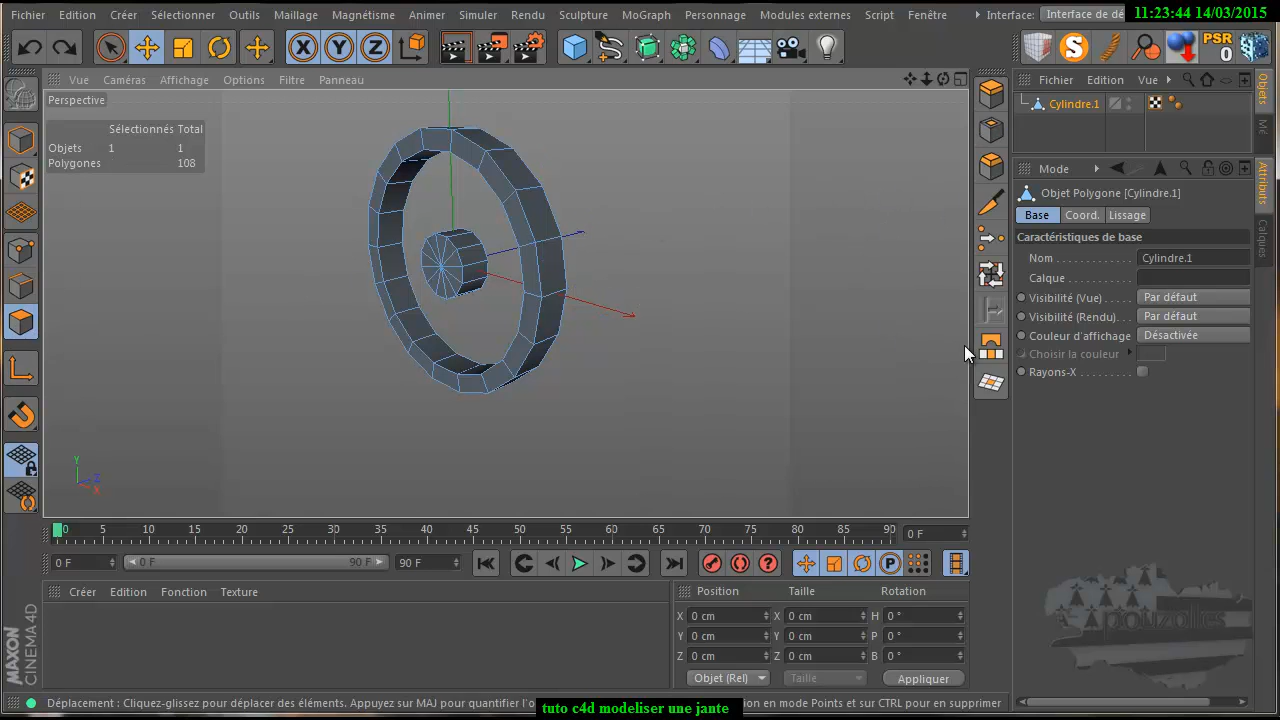 Fichier Edition Créer Sélectionner Outils Maillage Magnétisme Animer Simuler Rendu Sculpture MoGraph Personnage Modules externes Script Fenêtre Interface: Interface de dé 11:23:44 14/03/2015
X Y Z PSR 0
Vue Caméras Affichage Options Filtre Panneau
Fichier Edition Vue
Objets
Mé
Perspective
Cylindre.1
Sélectionnés Total
Objets 1 1
Polygones 108
Mode
Attributs
Calques
Objet Polygone [Cylindre.1]
Base Coord. Lissage
Caractéristiques de base
Nom Cylindre.1
Calque
Visibilité (Vue) Par défaut
Visibilité (Rendu) Par défaut
Couleur d'affichage Désactivée
Choisir la couleur
Rayons-X
Y
Z
X
0 5 10 15 20 25 30 35 40 45 50 55 60 65 70 75 80 85 90 0 F
0 F 0 F 90 F 90 F P
Créer Edition Fonction Texture
Position Taille Rotation
X 0 cm X 0 cm H 0 °
Y 0 cm Y 0 cm P 0 °
Z 0 cm Z 0 cm B 0 °
Objet (Rel) Taille Appliquer
MAXON
CINEMA 4D
pouzalles
Déplacement : Cliquez-glissez pour déplacer des éléments. Appuyez sur MAJ pour quantifier l'o
tuto c4d modeliser une jante
en mode Points et sur CTRL pour en supprimer